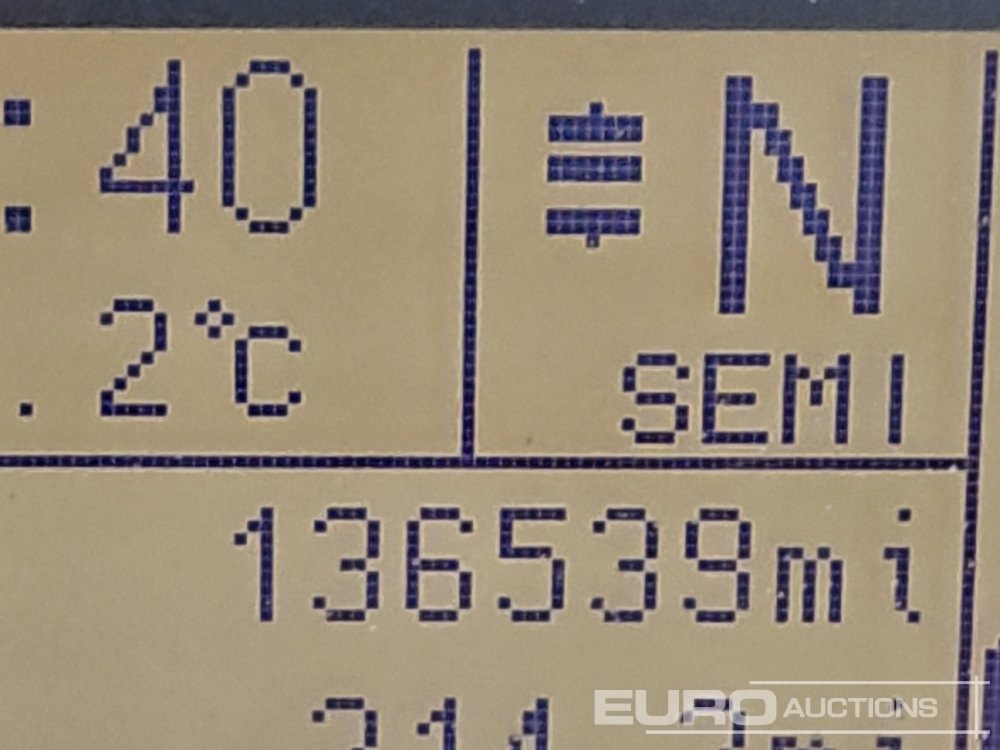 :40
N
.2°C
SEMI
136539mi
EURO AUCTIONS